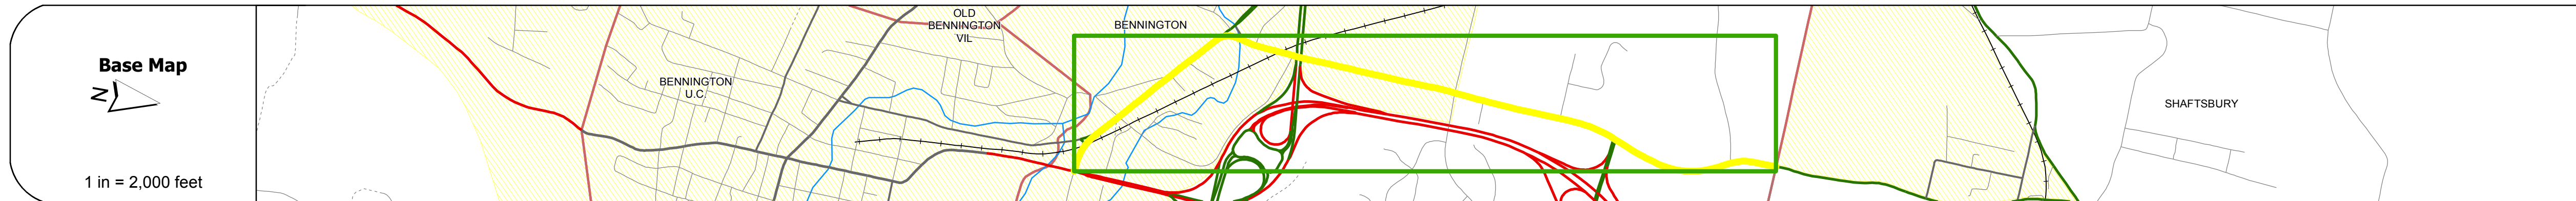 Base Map
N
1 in = 2,000 feet
BENNINGTON
U.C.
OLD
BENNINGTON
VIL
BENNINGTON
SHAFTSBURY